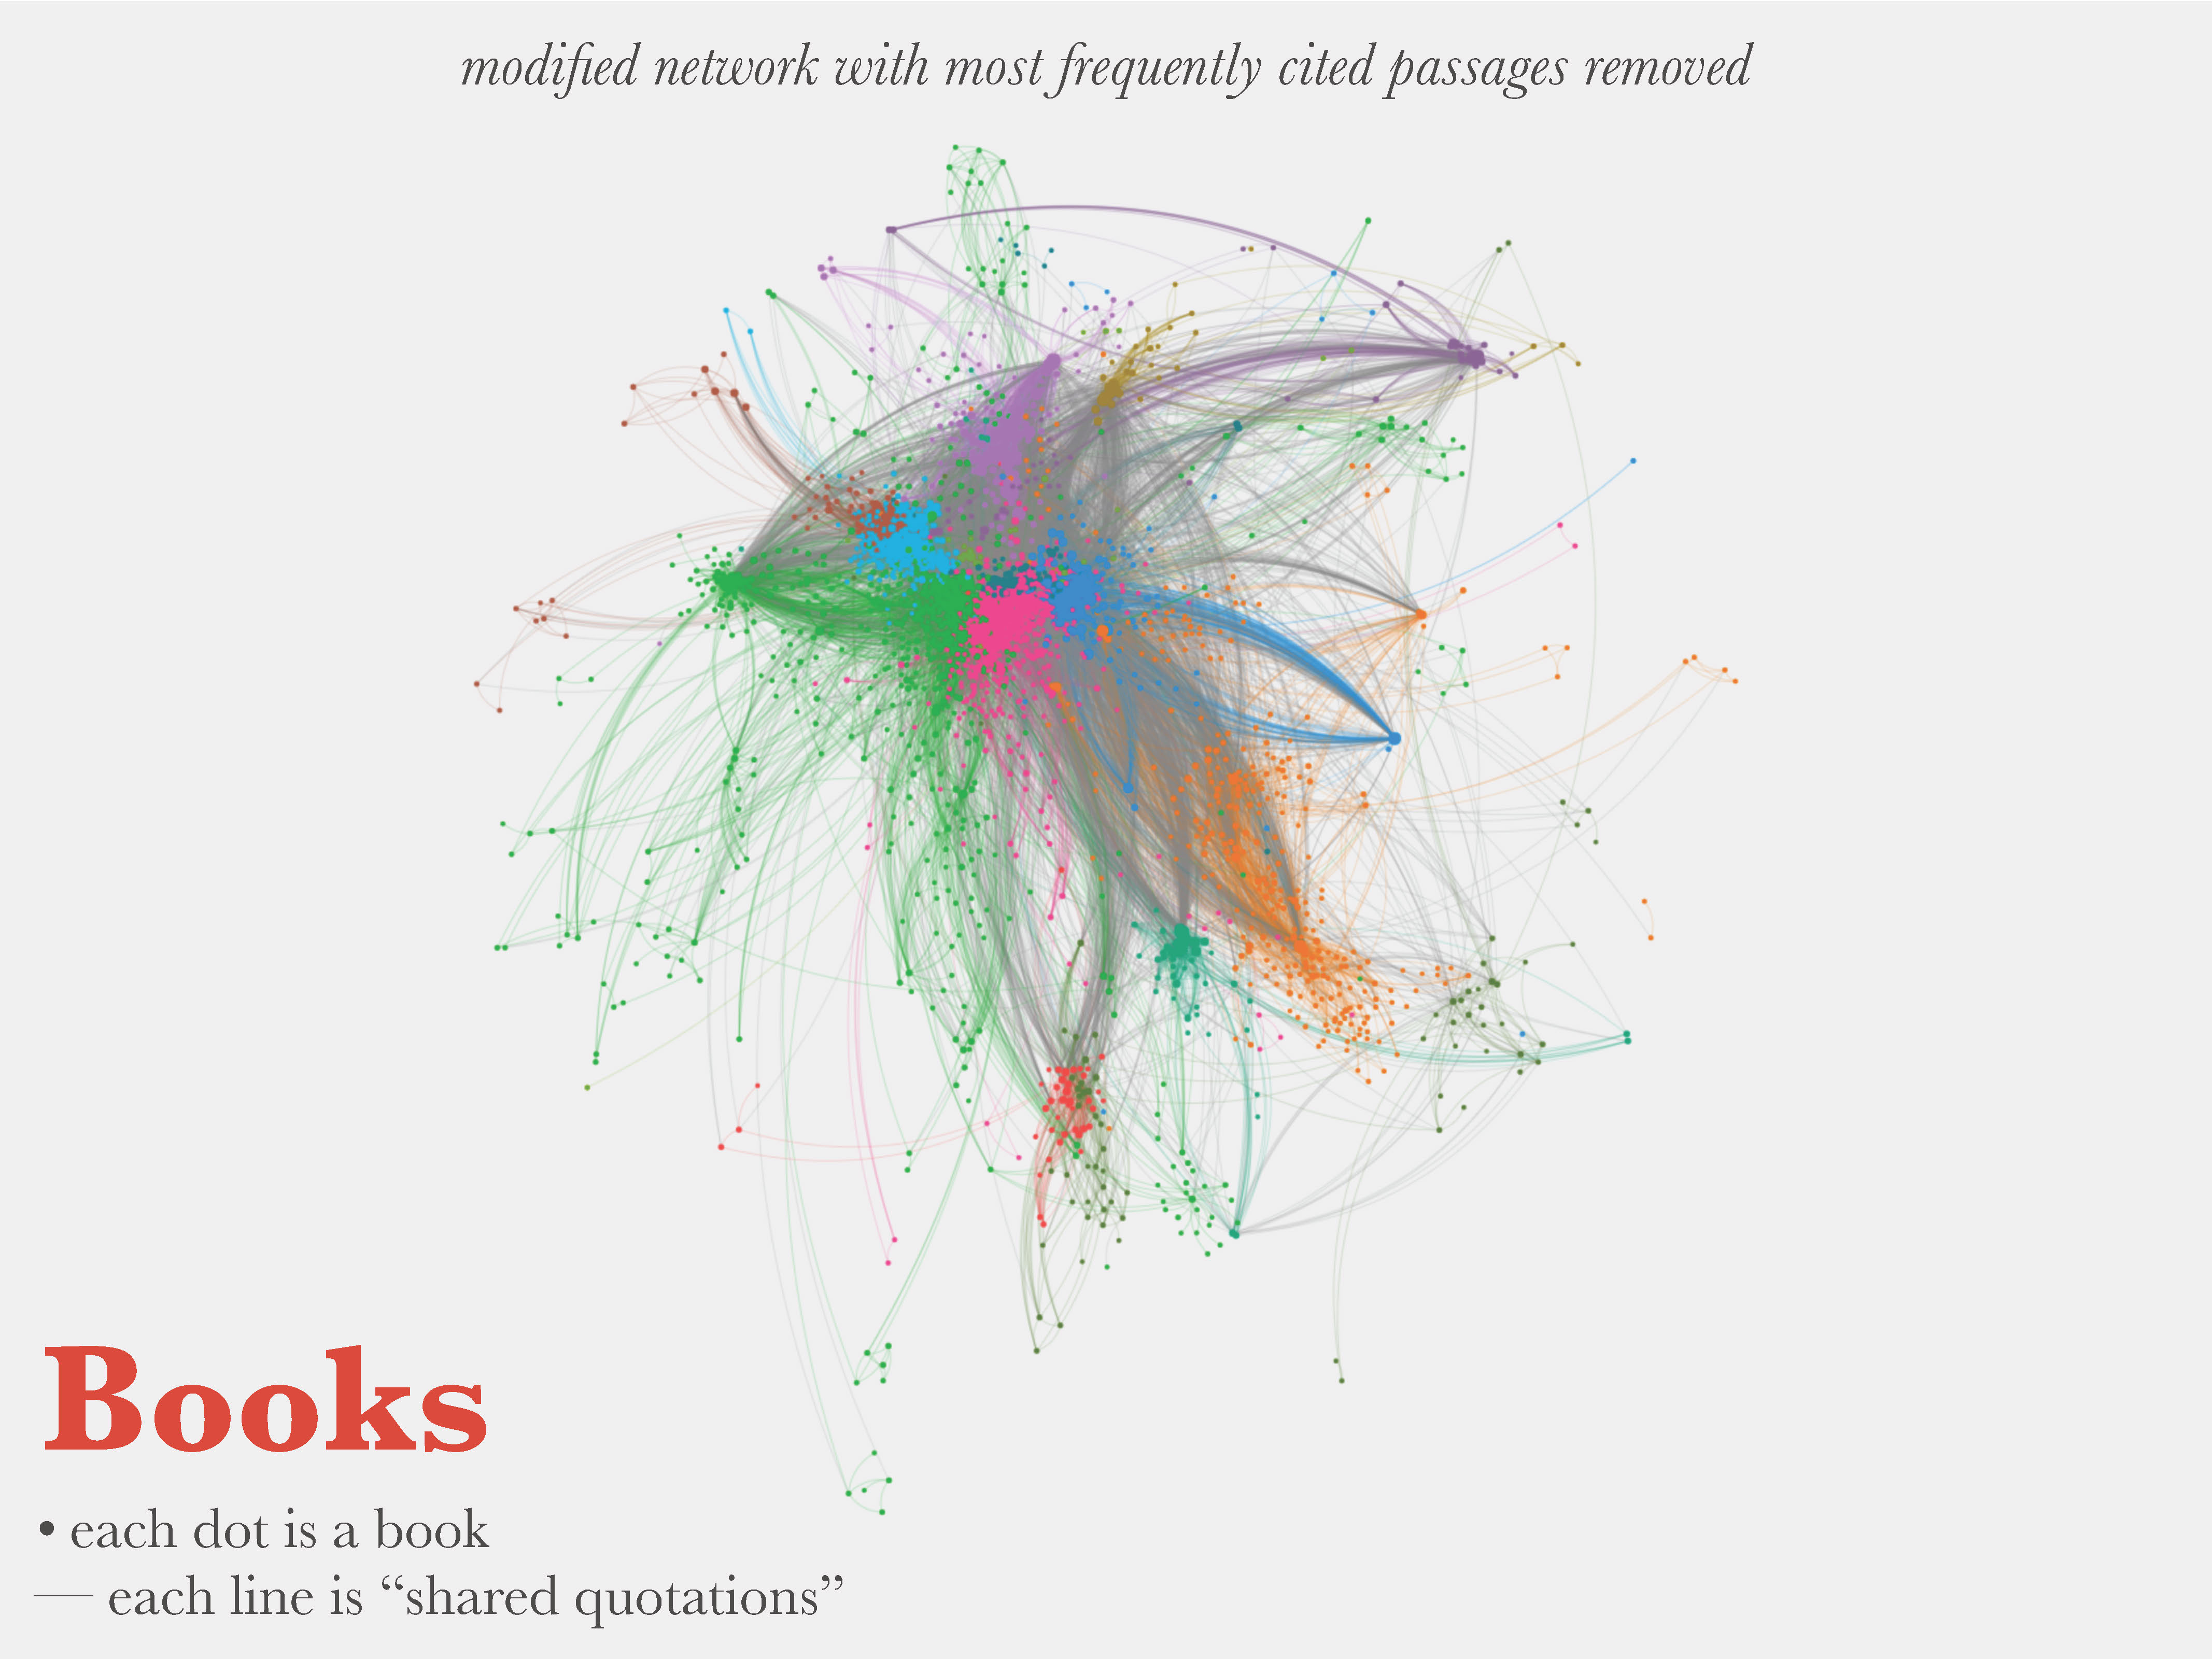 modified network with most frequently cited passages removed
Books
• each dot is a book
— each line is “shared quotations”